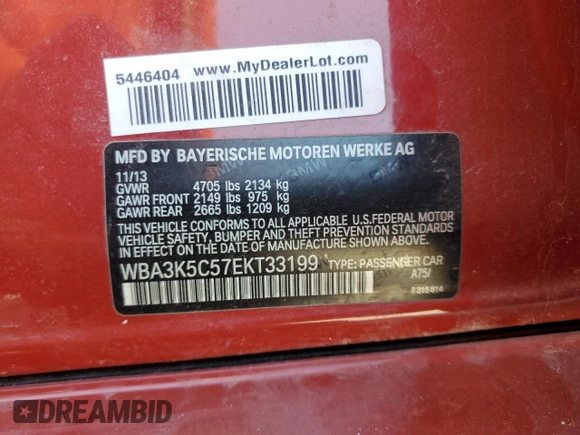 5446404 www.MyDealerLot.com
MFD BY BAYERISCHE MOTOREN WERKE AG
11/13
GVWR 4705 lbs 2134 kg
GAWR FRONT 2149 lbs 975 kg
GAWR REAR 2665 lbs 1209 kg
THIS VEHICLE CONFORMS TO ALL APPLICABLE U.S.FEDERAL MOTOR
VEHICLE SAFETY, BUMPER AND THEFT PREVENTION STANDARDS
IN EFFECT ON THE DATE OF MANUFACTURE SHOWN ABOVE.
WBA3K5C57EKT33199 TYPE: PASSENGER CAR
A75/
7315814
DREAMBID